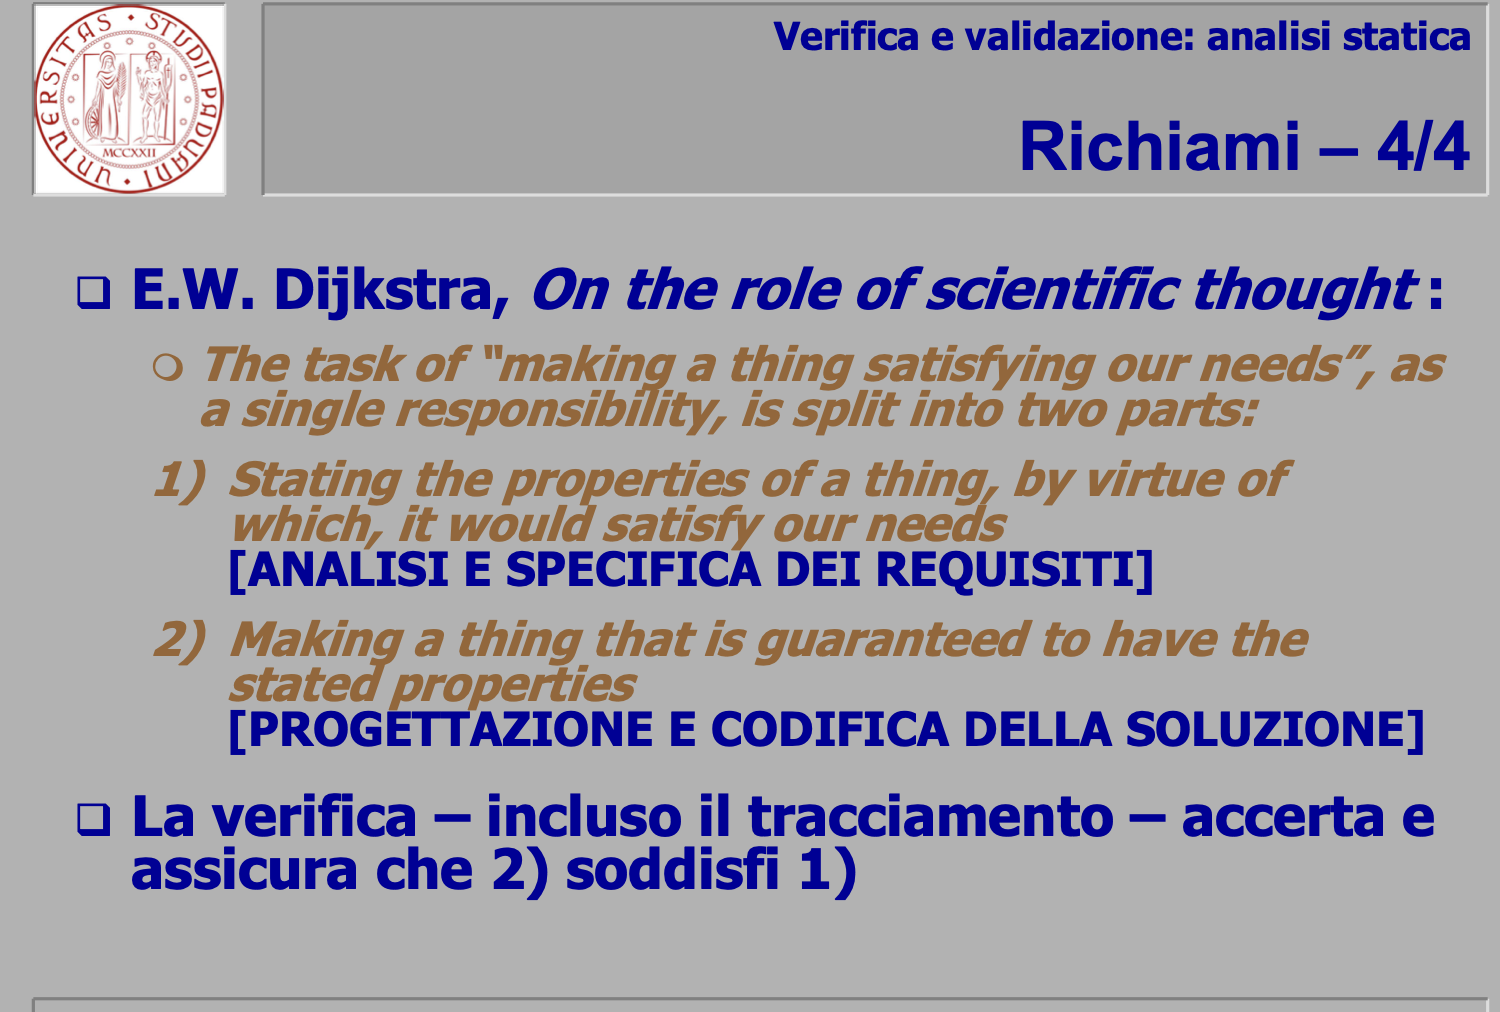 UNIVERSITAS STUDII PADUANI
MCCXXII
Verifica e validazione: analisi statica
Richiami – 4/4
E.W. Dijkstra, On the role of scientific thought :
The task of “making a thing satisfying our needs”, as
a single responsibility, is split into two parts:
1) Stating the properties of a thing, by virtue of
which, it would satisfy our needs
[ANALISI E SPECIFICA DEI REQUISITI]
2) Making a thing that is guaranteed to have the
stated properties
[PROGETTAZIONE E CODIFICA DELLA SOLUZIONE]
La verifica – incluso il tracciamento – accerta e
assicura che 2) soddisfi 1)